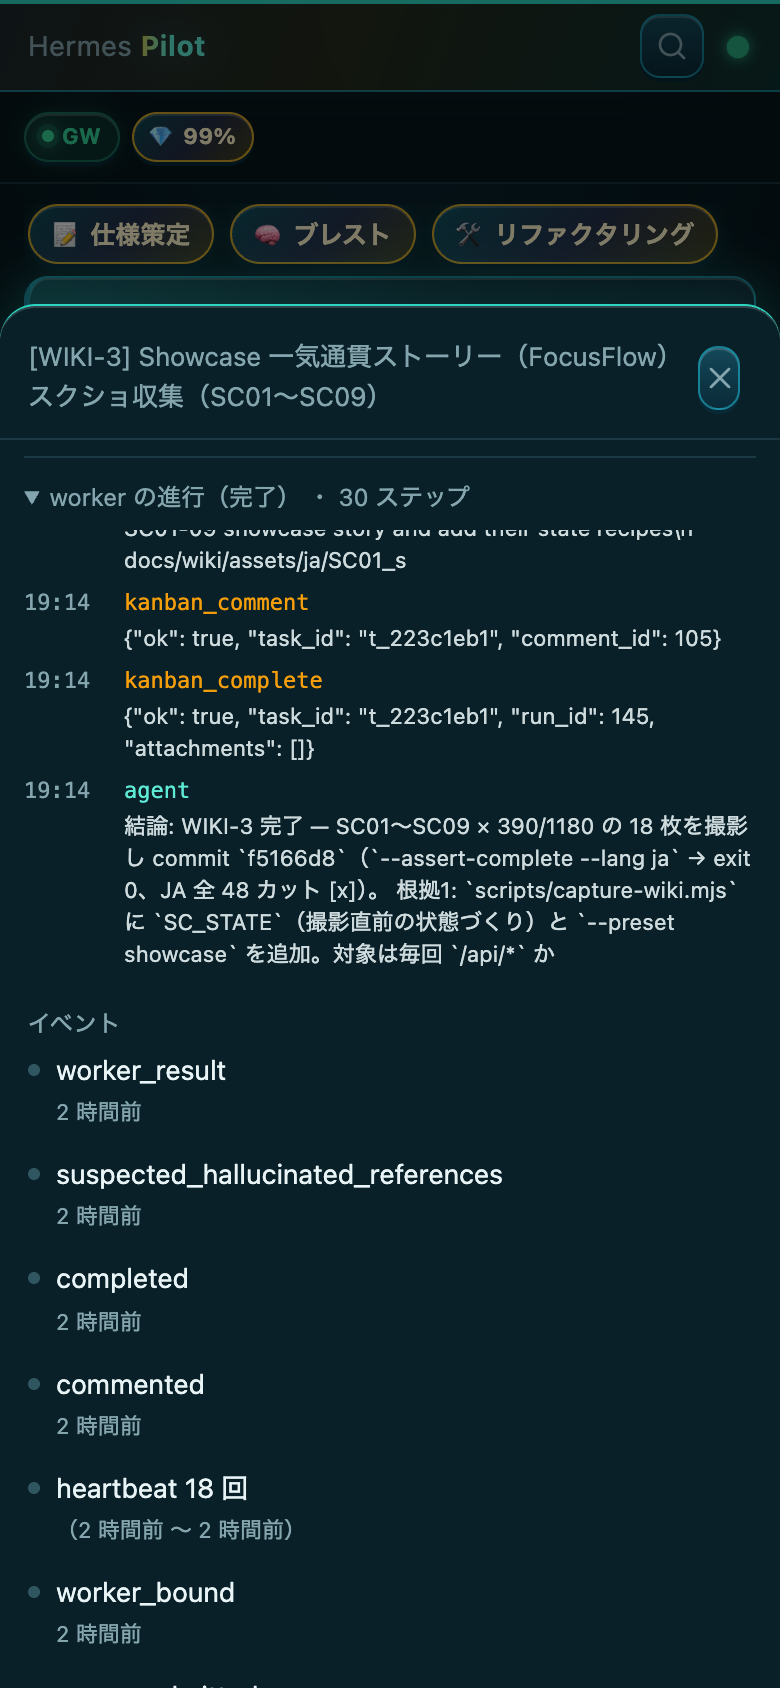 Hermes Pilot
GW
99%
仕様策定
ブレスト
リファクタリング
[WIKI-3] Showcase 一気通貫ストーリー（FocusFlow）
スクショ収集（SC01〜SC09）
▼ worker の進行（完了） ・ 30 ステップ
SC01-09 showcase story and add their state recipes\n
docs/wiki/assets/ja/SC01_s
19:14 kanban_comment
{"ok": true, "task_id": "t_223c1eb1", "comment_id": 105}
19:14 kanban_complete
{"ok": true, "task_id": "t_223c1eb1", "run_id": 145,
"attachments": []}
19:14 agent
結論: WIKI-3 完了 — SC01〜SC09 × 390/1180 の 18 枚を撮影
し commit `f5166d8`（`--assert-complete --lang ja` → exit
0、JA 全 48 カット [x]）。 根拠1: `scripts/capture-wiki.mjs`
に `SC_STATE`（撮影直前の状態づくり）と `--preset
showcase` を追加。対象は毎回 `/api/*` か
イベント
worker_result
2 時間前
suspected_hallucinated_references
2 時間前
completed
2 時間前
commented
2 時間前
heartbeat 18 回
（2 時間前 〜 2 時間前）
worker_bound
2 時間前